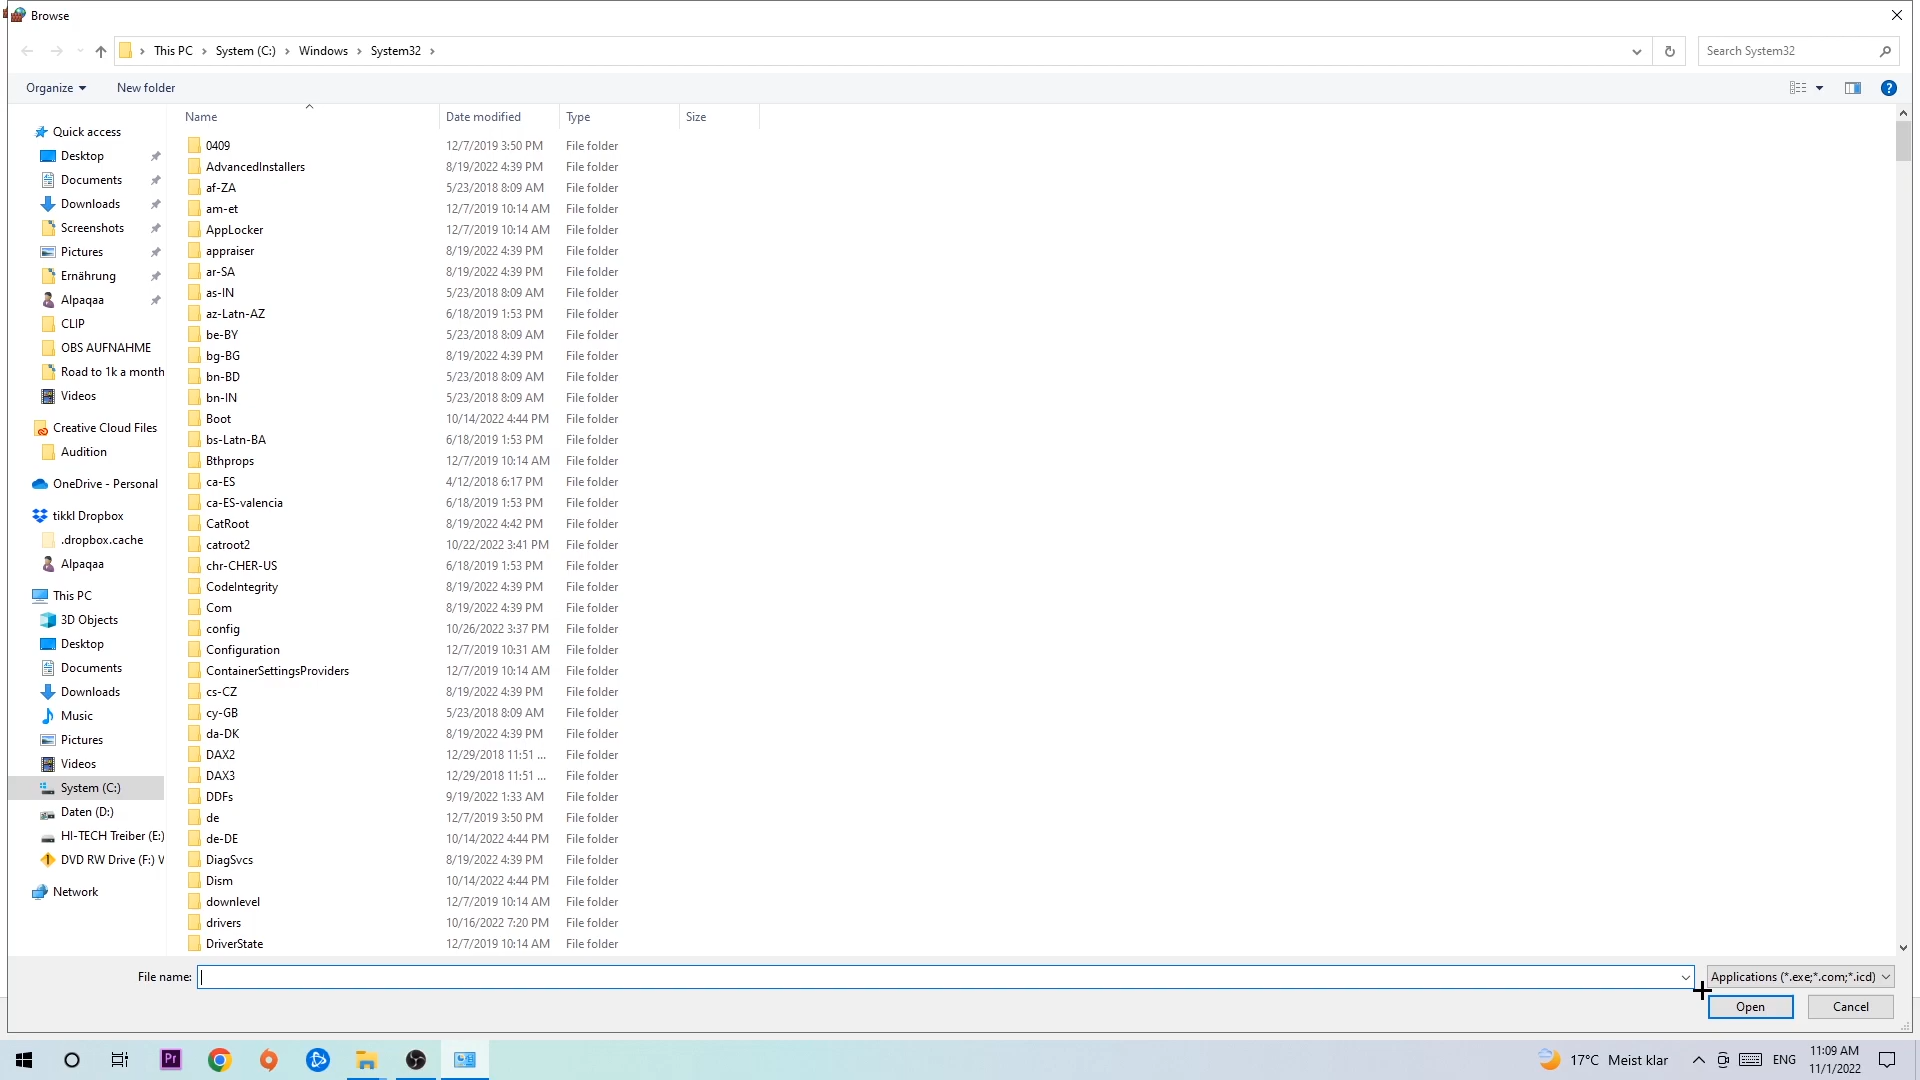 Browse
This PC
System (C:)
Windows
System32
Search System32
Organize
New folder
Name
Date modified
Type
Size
Quick access
Desktop
Documents
Downloads
Screenshots
Pictures
Ernährung
Alpaqaa
CLIP
OBS AUFNAHME
Road to 1k a month
Videos
Creative Cloud Files
Audition
OneDrive - Personal
tikkl Dropbox
.dropbox.cache
Alpaqaa
This PC
3D Objects
Desktop
Documents
Downloads
Music
Pictures
Videos
System (C:)
Daten (D:)
HI-TECH Treiber (E:)
DVD RW Drive (F:) V
Network
0409 12/7/2019 3:50 PM File folder
AdvancedInstallers 8/19/2022 4:39 PM File folder
af-ZA 5/23/2018 8:09 AM File folder
am-et 12/7/2019 10:14 AM File folder
AppLocker 12/7/2019 10:14 AM File folder
appraiser 8/19/2022 4:39 PM File folder
ar-SA 8/19/2022 4:39 PM File folder
as-IN 5/23/2018 8:09 AM File folder
az-Latn-AZ 6/18/2019 1:53 PM File folder
be-BY 5/23/2018 8:09 AM File folder
bg-BG 8/19/2022 4:39 PM File folder
bn-BD 5/23/2018 8:09 AM File folder
bn-IN 5/23/2018 8:09 AM File folder
Boot 10/14/2022 4:44 PM File folder
bs-Latn-BA 6/18/2019 1:53 PM File folder
Bthprops 12/7/2019 10:14 AM File folder
ca-ES 4/12/2018 6:17 PM File folder
ca-ES-valencia 6/18/2019 1:53 PM File folder
CatRoot 8/19/2022 4:42 PM File folder
catroot2 10/22/2022 3:41 PM File folder
chr-CHER-US 6/18/2019 1:53 PM File folder
CodeIntegrity 8/19/2022 4:39 PM File folder
Com 8/19/2022 4:39 PM File folder
config 10/26/2022 3:37 PM File folder
Configuration 12/7/2019 10:31 AM File folder
ContainerSettingsProviders 12/7/2019 10:14 AM File folder
cs-CZ 8/19/2022 4:39 PM File folder
cy-GB 5/23/2018 8:09 AM File folder
da-DK 8/19/2022 4:39 PM File folder
DAX2 12/29/2018 11:51 ... File folder
DAX3 12/29/2018 11:51 ... File folder
DDFs 9/19/2022 1:33 AM File folder
de 12/7/2019 3:50 PM File folder
de-DE 10/14/2022 4:44 PM File folder
DiagSvcs 8/19/2022 4:39 PM File folder
Dism 10/14/2022 4:44 PM File folder
downlevel 12/7/2019 10:14 AM File folder
drivers 10/16/2022 7:20 PM File folder
DriverState 12/7/2019 10:14 AM File folder
File name:
Applications (*.exe;*.com;*.icd)
Open
Cancel
Pr
17°C Meist klar
ENG
11:09 AM
11/1/2022